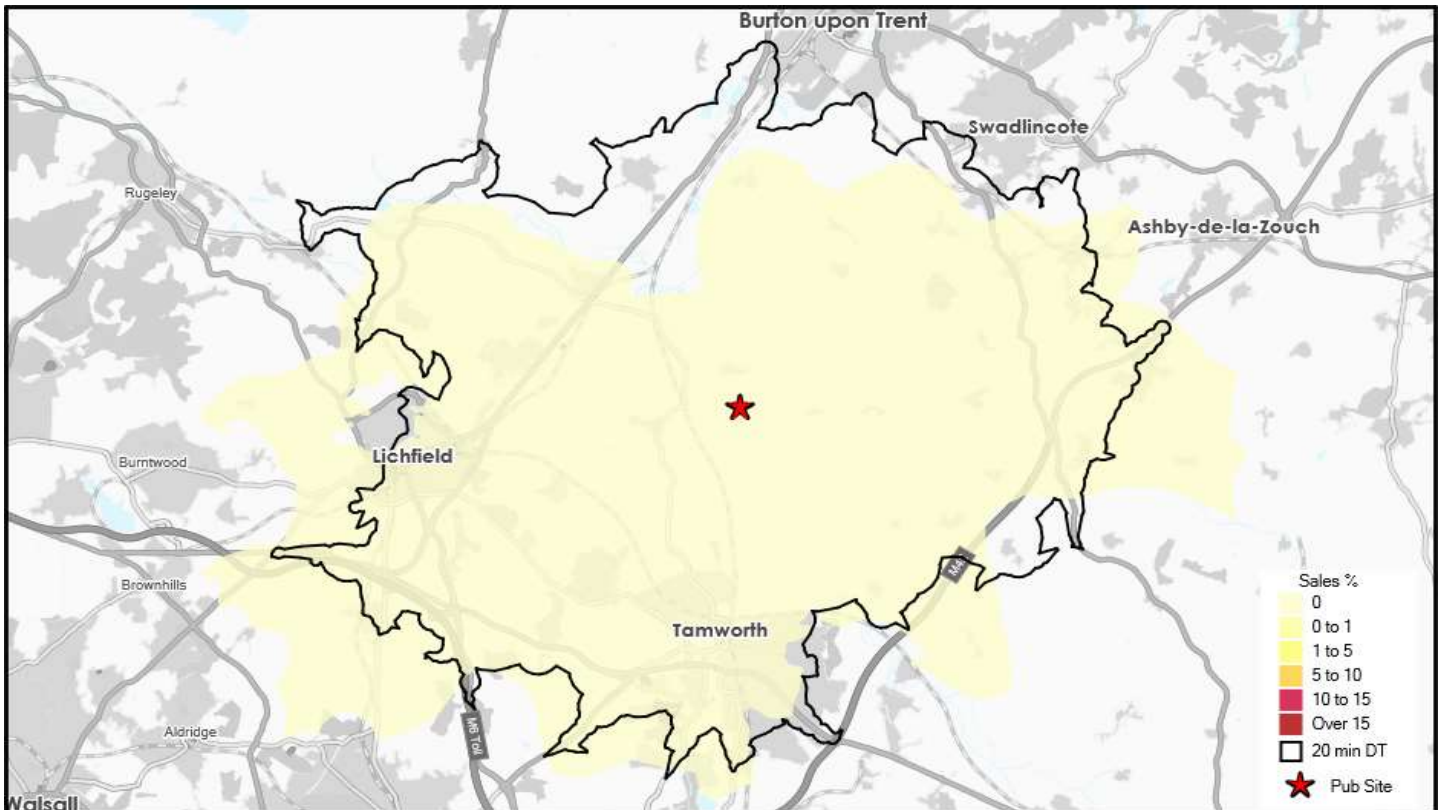 Burton upon Trent
Swadlincote
Rugeley
Ashby-de-la-Zouch
Lichfield
Burntwood
M4
Brownhills
Tamworth
M6 Toll
Aldridge
Walsall
Sales %
0
0 to 1
1 to 5
5 to 10
10 to 15
Over 15
20 min DT
Pub Site